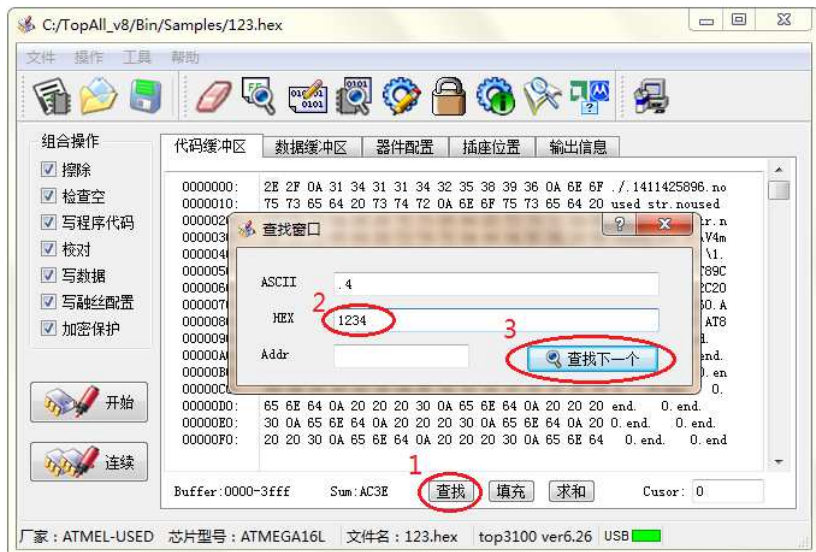 C:/TopAll_v8/Bin/Samples/123.hex
文件 操作 工具 帮助
组合操作
擦除
检查空
写程序代码
校对
写数据
写融丝配置
加密保护
开始
连续
代码缓冲区 数据缓冲区 器件配置 插座位置 输出信息
0000000: 2E 2F 0A 31 34 31 31 34 32 35 38 39 36 0A 6E 6F ./.1411425896.no
0000010: 75 73 65 64 20 73 74 72 0A 6E 6F 75 73 65 64 20 used str.noused
查找窗口
ASCII .4
2
HEX 1234
3
Addr
查找下一个
00000D0: 65 6E 64 0A 20 20 20 30 0A 65 6E 64 0A 20 20 20 end. 0.end.
00000E0: 30 0A 65 6E 64 0A 20 20 20 30 0A 65 6E 64 0A 20 0.end. 0.end.
00000F0: 20 20 30 0A 65 6E 64 0A 20 20 20 30 0A 65 6E 64 0.end. 0.end
1
Buffer:0000-3fff Sum:AC3E 查找 填充 求和 Cusor: 0
厂家：ATMEL-USED 芯片型号：ATMEGA16L 文件名：123.hex top3100 ver6.26 USB